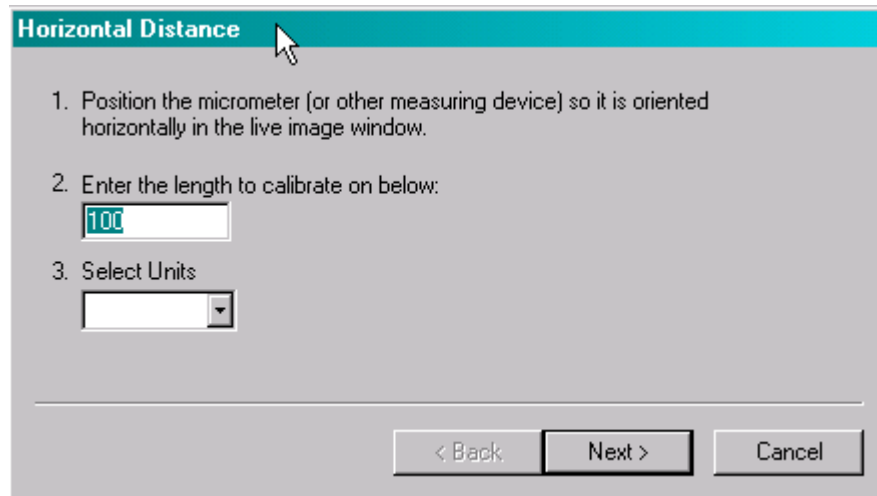 Horizontal Distance
1. Position the micrometer (or other measuring device) so it is oriented
horizontally in the live image window.
2. Enter the length to calibrate on below:
100
3. Select Units
< Back
Next >
Cancel